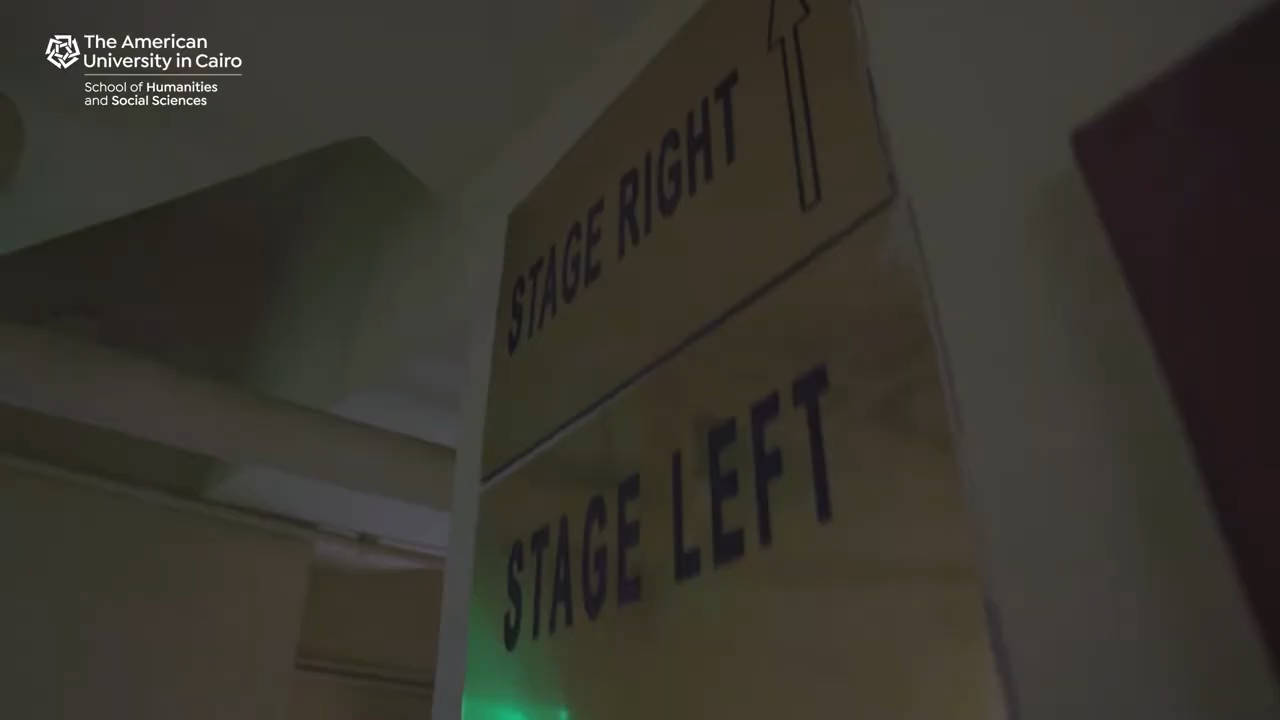 The American
University in Cairo
School of Humanities
and Social Sciences
STAGE RIGHT
STAGE LEFT